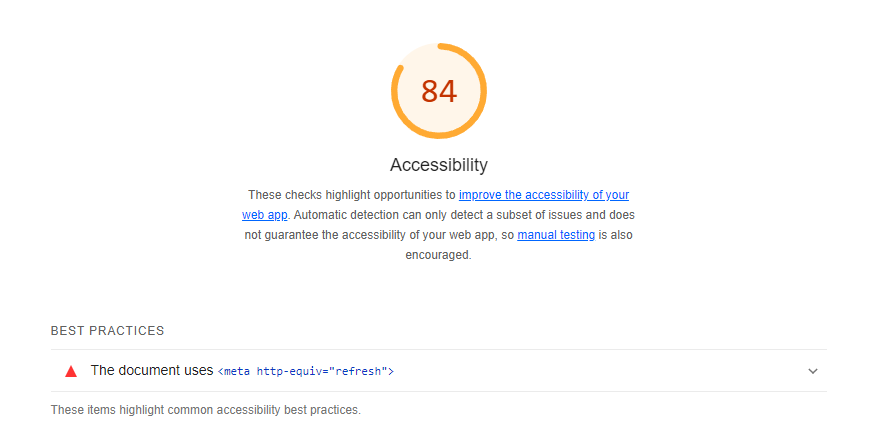 84
Accessibility
These checks highlight opportunities to improve the accessibility of your
web app. Automatic detection can only detect a subset of issues and does
not guarantee the accessibility of your web app, so manual testing is also
encouraged.
BEST PRACTICES
The document uses <meta http-equiv="refresh">
These items highlight common accessibility best practices.